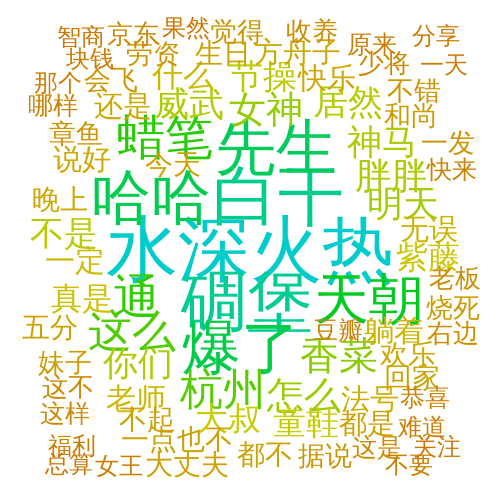 智商 京东 果然 觉得 收养 分享
块钱 劳资 生日 方舟子 原来 少将 一天
那个 会飞 什么 节操 快乐 不错
哪样 还是 威武 女神 居然 和尚
章鱼 蜡笔 先生 神马 一发
说好 今天 胖胖 快来
晚上 哈哈 白干 明天
不是 水深火热 无误
一定 紫藤
真是 通 碉堡 天朝 老板
五分 这么 爆了 豆瓣 躺着 烧死 右边
妹子 你们 香菜 欢乐
这不 老师 杭州 怎么 法号 回家 恭喜
这样 不起 大叔 童鞋 都是 难道
福利 一点也不 都不 据说 这是 关注
总算 女王 大丈夫 不要